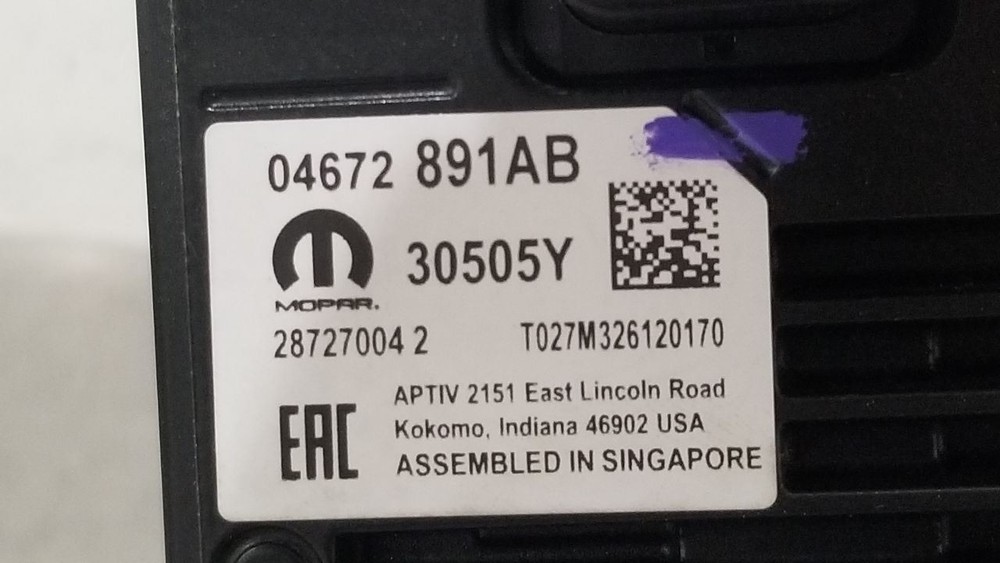 04672 891AB
MOPAR.
30505Y
28727004 2 T027M326120170
EAC
APTIV 2151 East Lincoln Road
Kokomo, Indiana 46902 USA
ASSEMBLED IN SINGAPORE